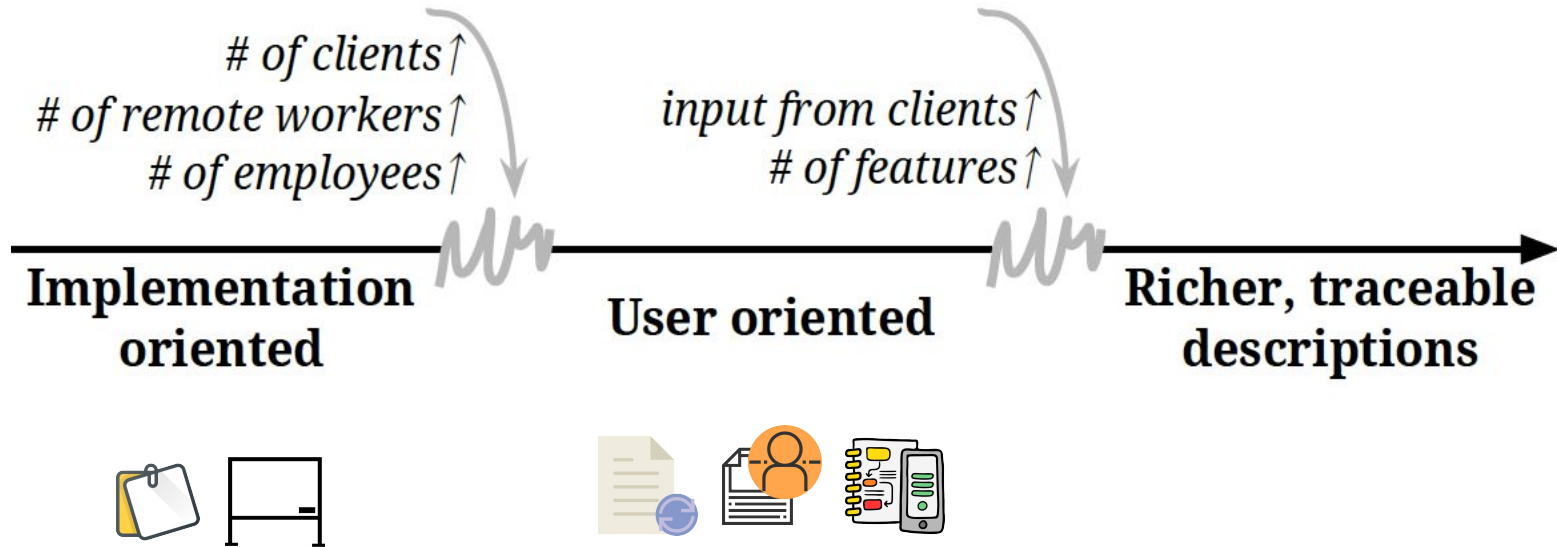 # of clients↑
# of remote workers↑
# of employees↑
input from clients↑
# of features↑
Implementation
oriented
User oriented
Richer, traceable
descriptions